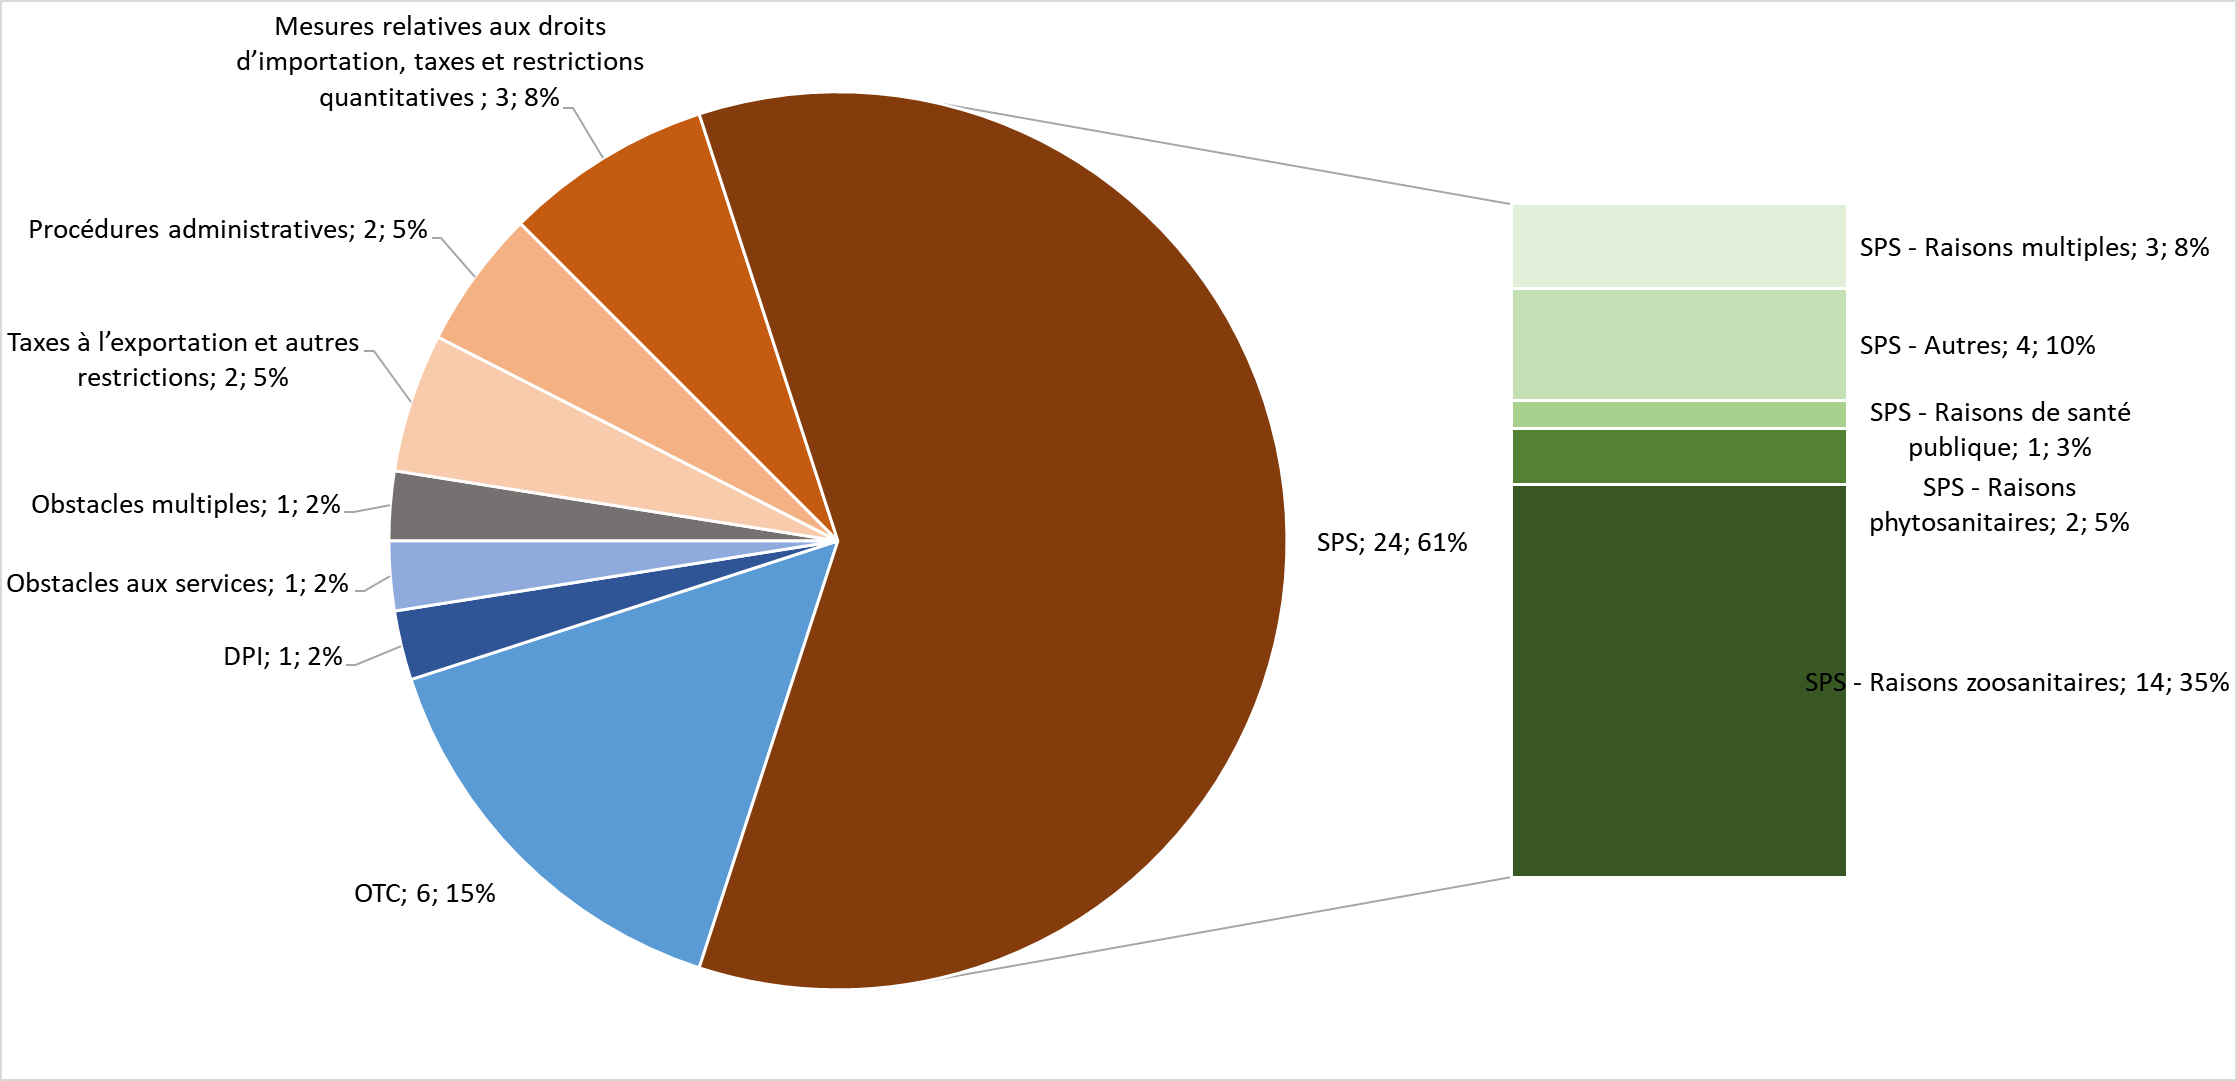 Mesures relatives aux droits
d’importation, taxes et restrictions
quantitatives ; 3; 8%
Procédures administratives; 2; 5%
Taxes à l’exportation et autres
restrictions; 2; 5%
Obstacles multiples; 1; 2%
Obstacles aux services; 1; 2%
DPI; 1; 2%
OTC; 6; 15%
SPS; 24; 61%
SPS - Raisons multiples; 3; 8%
SPS - Autres; 4; 10%
SPS - Raisons de santé
publique; 1; 3%
SPS - Raisons
phytosanitaires; 2; 5%
SPS - Raisons zoosanitaires; 14; 35%